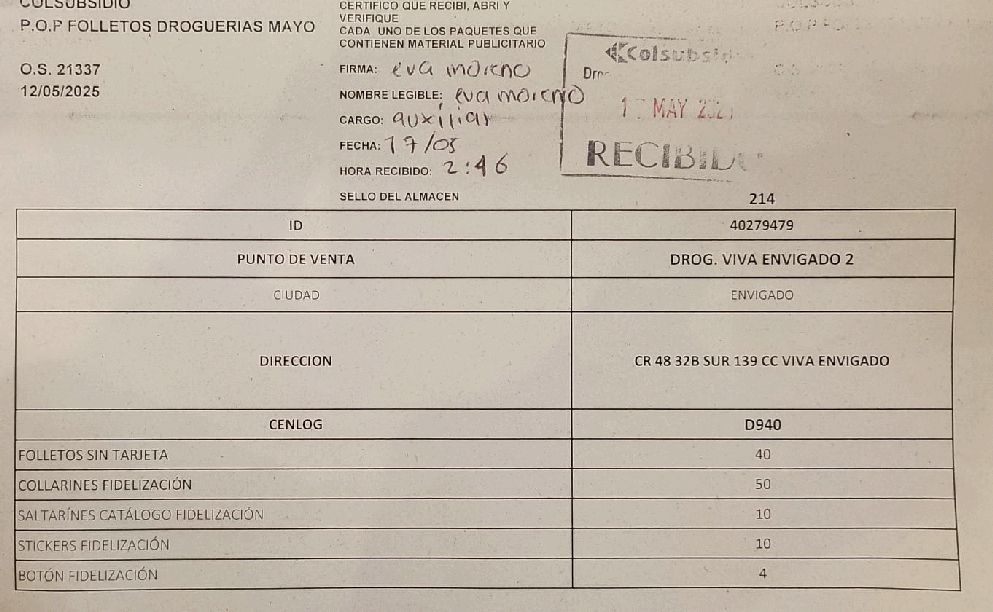 COLSUBSIDIO
P.O.P FOLLETOS DROGUERIAS MAYO
O.S. 21337
12/05/2025
CERTIFICO QUE RECIBI, ABRI Y
VERIFIQUE
CADA UNO DE LOS PAQUETES QUE
CONTIENEN MATERIAL PUBLICITARIO
FIRMA: eva moreno
NOMBRE LEGIBLE: eva moreno
CARGO: auxiliar
FECHA: 17/05
HORA RECIBIDO: 2:46
SELLO DEL ALMACEN
Colsubsid
MAY
RECIBID
214
ID 40279479
PUNTO DE VENTA DROG. VIVA ENVIGADO 2
CIUDAD ENVIGADO
DIRECCION CR 48 32B SUR 139 CC VIVA ENVIGADO
CENLOG D940
FOLLETOS SIN TARJETA 40
COLLARINES FIDELIZACIÓN 50
SALTARÍNES CATÁLOGO FIDELIZACIÓN 10
STICKERS FIDELIZACIÓN 10
BOTÓN FIDELIZACIÓN 4